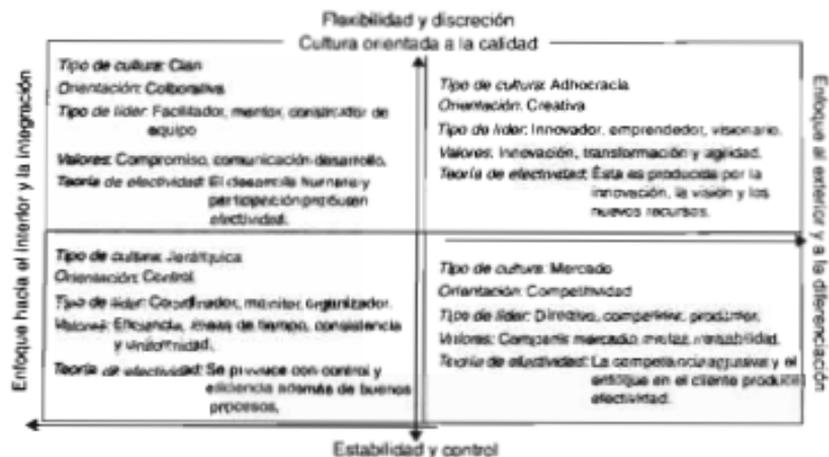 Flexibilidad y discreción
Cultura orientada a la calidad
Enfoque hacia el interior y la integración
Tipo de cultura: Clan
Orientación: Colborativa
Tipo de líder: Facilitador, mentor, constructor de
equipo
Valores: Compromiso, comunicación desarrollo.
Teoría de efectividad: El desarrollo humano y
participación producen
efectividad.
Tipo de cultura: Adhocracia
Orientación: Creativa
Tipo de líder: Innovador, emprendedor, visionario.
Valores: Innovación, transformación y agilidad.
Teoría de efectividad: Ésta es producida por la
innovación, la visión y los
nuevos recursos.
Enfoque al exterior y a la diferenciación
Tipo de cultura: Jerárquica
Orientación: Control
Tipo de líder: Coordinador, monitor, organizador.
Valores: Eficiencia, líneas de tiempo, consistencia
y uniformidad.
Teoría de efectividad: Se produce con control y
eficiencia además de buenos
procesos.
Tipo de cultura: Mercado
Orientación: Competitividad
Tipo de líder: Directivo, competidor, productor.
Valores: Compartir mercado, metas, rentabilidad.
Teoría de efectividad: La competencia agresiva y el
enfoque en el cliente producen
efectividad.
Estabilidad y control